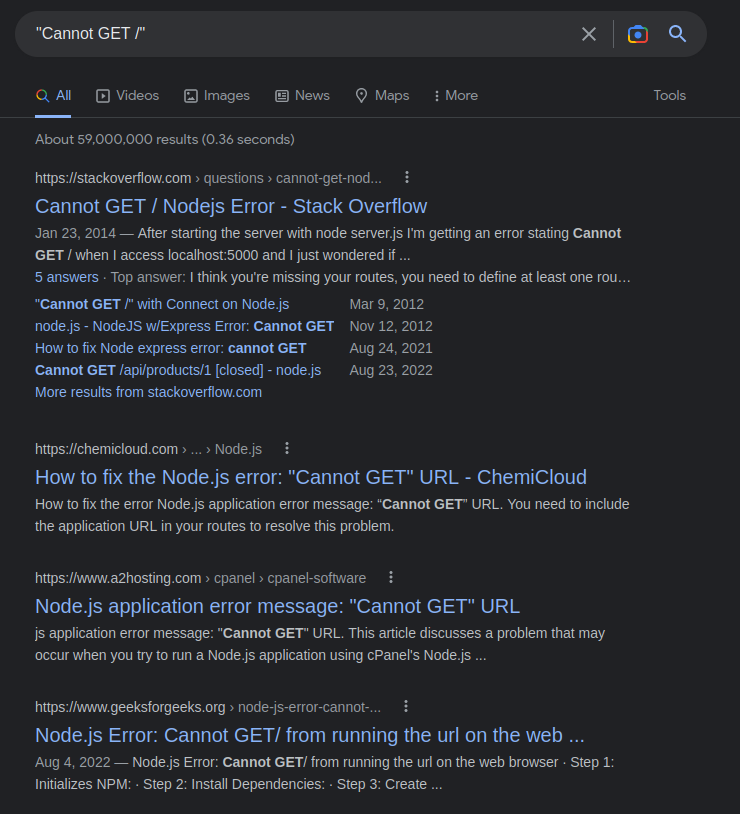 "Cannot GET /"
All Videos Images News Maps More Tools
About 59,000,000 results (0.36 seconds)
https://stackoverflow.com › questions › cannot-get-nod...
Cannot GET / Nodejs Error - Stack Overflow
Jan 23, 2014 — After starting the server with node server.js I'm getting an error stating Cannot
GET / when I access localhost:5000 and I just wondered if ...
5 answers · Top answer: I think you're missing your routes, you need to define at least one rou…
"Cannot GET /" with Connect on Node.js Mar 9, 2012
node.js - NodeJS w/Express Error: Cannot GET Nov 12, 2012
How to fix Node express error: cannot GET Aug 24, 2021
Cannot GET /api/products/1 [closed] - node.js Aug 23, 2022
More results from stackoverflow.com
https://chemicloud.com › ... › Node.js
How to fix the Node.js error: "Cannot GET" URL - ChemiCloud
How to fix the error Node.js application error message: “Cannot GET” URL. You need to include
the application URL in your routes to resolve this problem.
https://www.a2hosting.com › cpanel › cpanel-software
Node.js application error message: "Cannot GET" URL
js application error message: "Cannot GET" URL. This article discusses a problem that may
occur when you try to run a Node.js application using cPanel's Node.js ...
https://www.geeksforgeeks.org › node-js-error-cannot-...
Node.js Error: Cannot GET/ from running the url on the web ...
Aug 4, 2022 — Node.js Error: Cannot GET/ from running the url on the web browser · Step 1:
Initializes NPM: · Step 2: Install Dependencies: · Step 3: Create ...